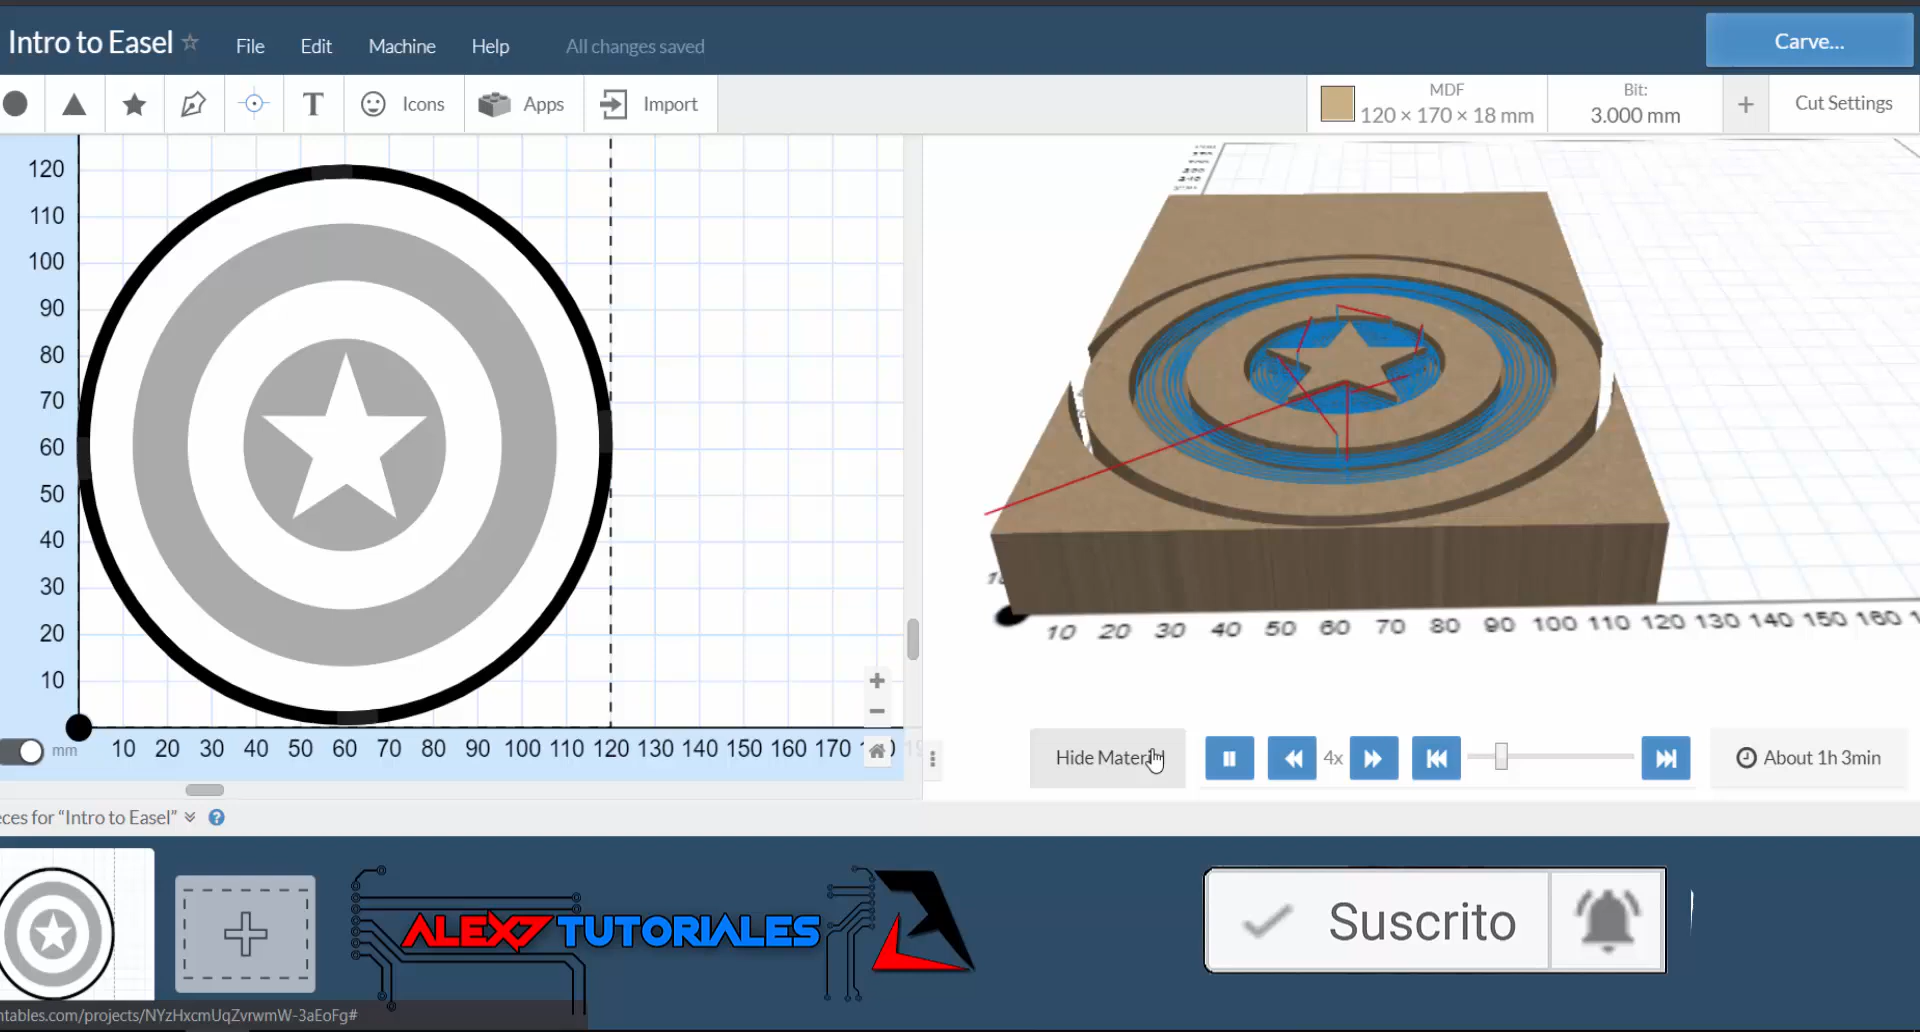 Intro to Easel
File Edit Machine Help All changes saved
Carve...
T Icons Apps Import
MDF
120 × 170 × 18 mm
Bit:
3.000 mm
Cut Settings
120
110
100
90
80
70
60
50
40
30
20
10
mm 10 20 30 40 50 60 70 80 90 100 110 120 130 140 150 160 170
10 20 30 40 50 60 70 80 90 100 110 120 130 140 150 160
Hide Material
4x
About 1h 3min
eces for “Intro to Easel”
ALEX7 TUTORIALES
Suscrito
ntables.com/projects/NYzHxcmUqZvrwmW-3aEoFg#